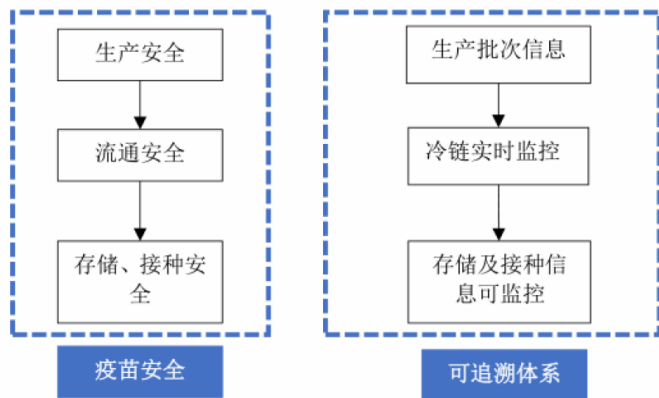 生产安全
流通安全
存储、接种安
全
疫苗安全
生产批次信息
冷链实时监控
存储及接种信
息可监控
可追溯体系